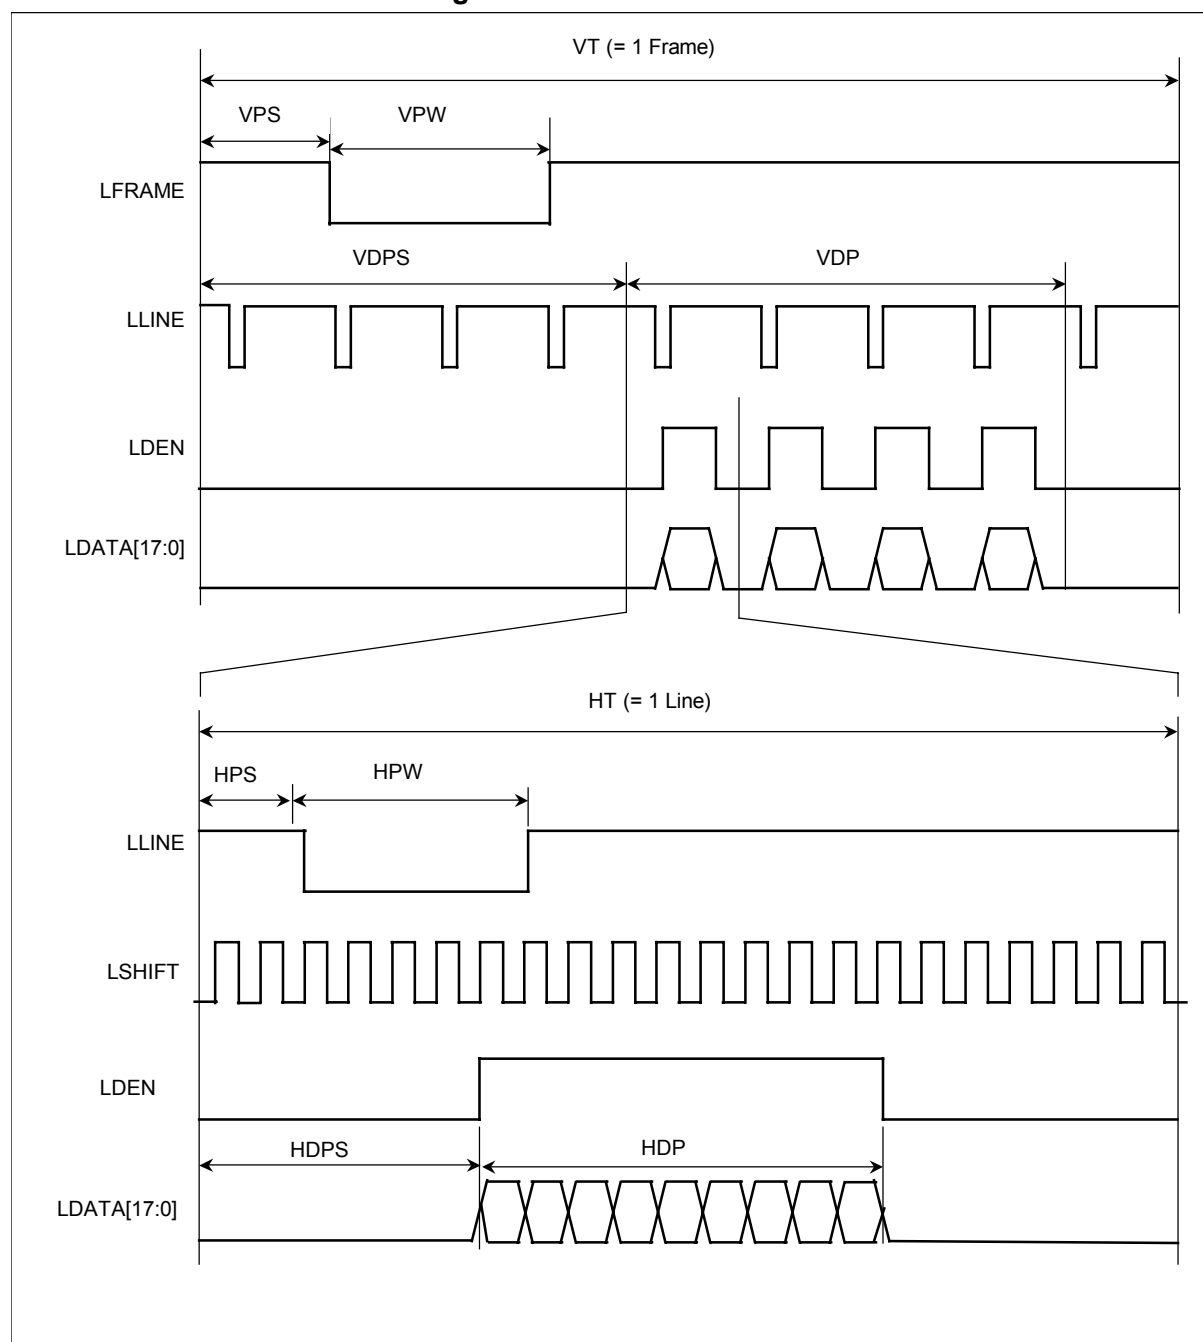 VT (= 1 Frame)
VPS
VPW
LFRAME
VDPS
VDP
LLINE
LDEN
LDATA[17:0]
HT (= 1 Line)
HPS
HPW
LLINE
LSHIFT
LDEN
HDPS
HDP
LDATA[17:0]